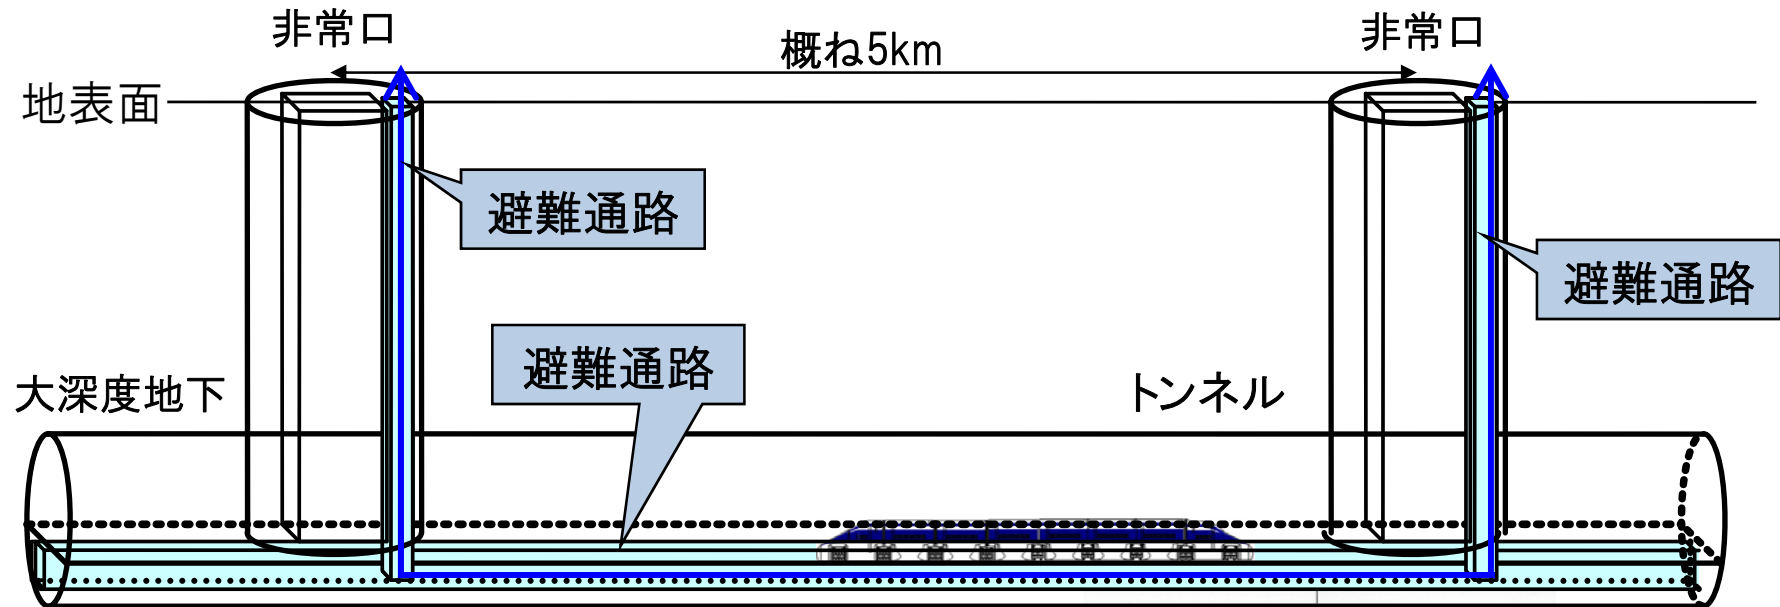 非常口
概ね5km
非常口
地表面
避難通路
避難通路
避難通路
大深度地下
トンネル